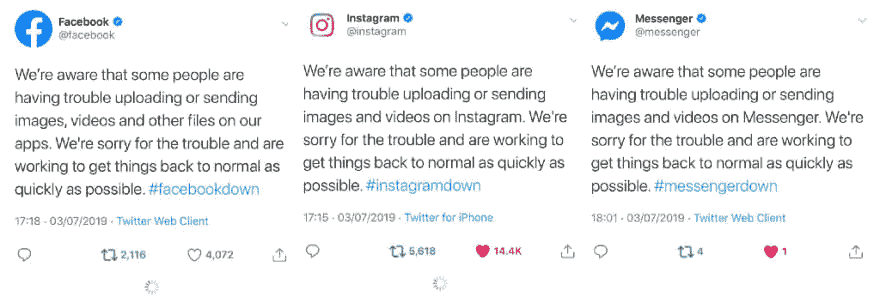 Facebook
@facebook
We're aware that some people are
having trouble uploading or sending
images, videos and other files on our
apps. We're sorry for the trouble and are
working to get things back to normal as
quickly as possible. #facebookdown
17:18 · 03/07/2019 · Twitter Web Client
2,116 4,072
Instagram
@instagram
We're aware that some people are
having trouble uploading or sending
images and videos on Instagram. We're
sorry for the trouble and are working to
get things back to normal as quickly as
possible. #instagramdown
17:15 · 03/07/2019 · Twitter for iPhone
5,618 14.4K
Messenger
@messenger
We're aware that some people are
having trouble uploading or sending
images and videos on Messenger. We're
sorry for the trouble and are working to
get things back to normal as quickly as
possible. #messengerdown
18:01 · 03/07/2019 · Twitter Web Client
4 1